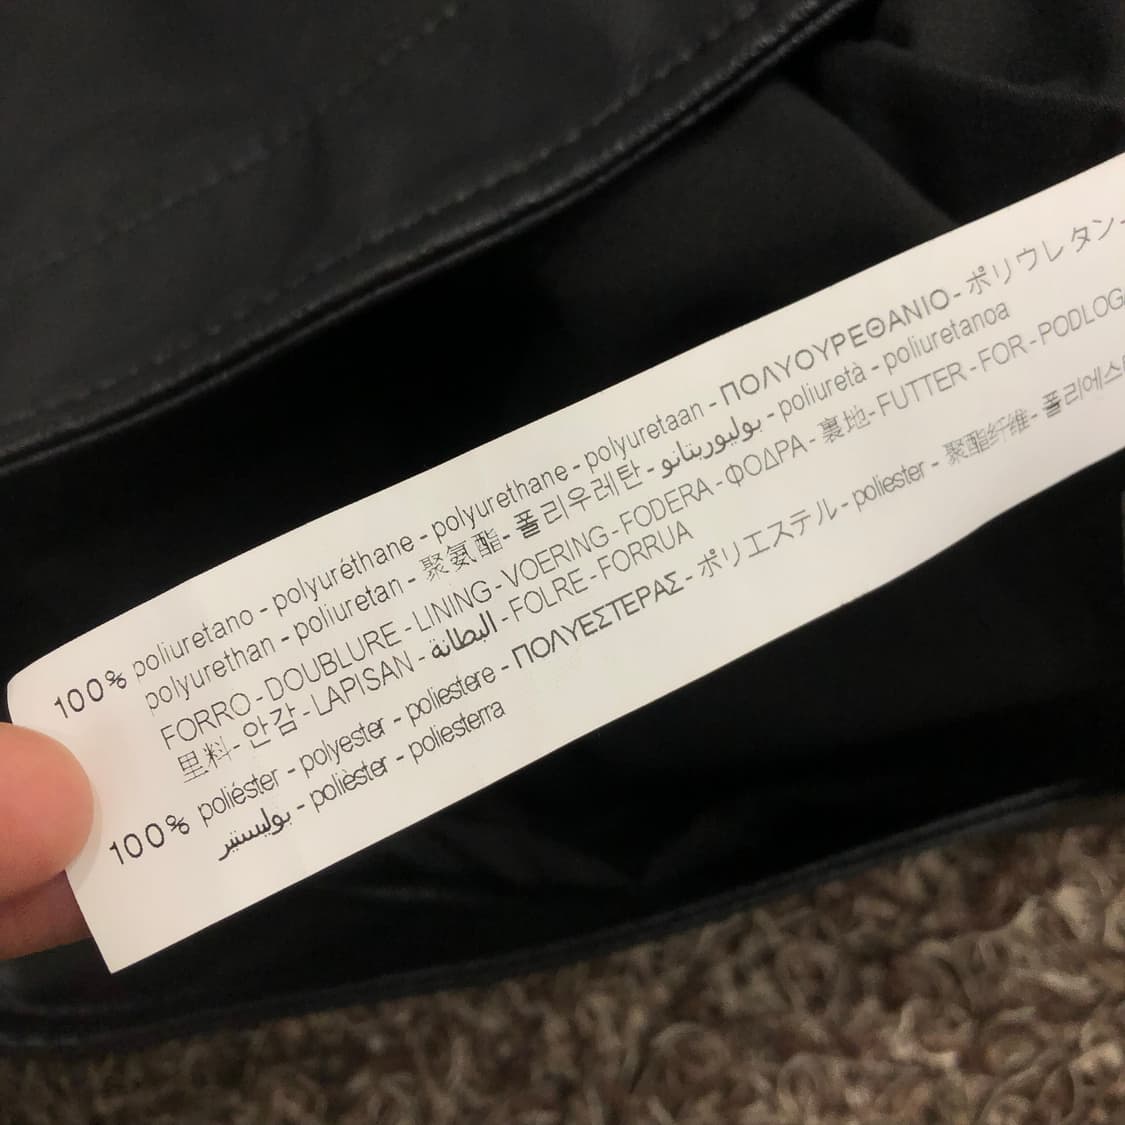 100% poliuretano - polyuréthane - polyurethane - polyuretaan - ΠΟΛΥΟΥΡΕΘΑΝΙΟ - ポリウレタン -
polyurethan - poliuretan - 聚氨酯 - 폴리우레탄 - بوليوريتانو - poliuretà - poliuretanoa
FORRO - DOUBLURE - LINING - VOERING - FODERA - ΦΟΔΡΑ - 裏地 - FUTTER - FOR - PODLOGA
里料 - 안감 - LAPISAN - البطانة - FOLRE - FORRUA
100% poliéster - polyester - poliestere - ΠΟΛΥΕΣΤΕΡΑΣ - ポリエステル - poliester - 聚酯纤维 - 폴리에스테
بوليستير - polièster - poliesterra